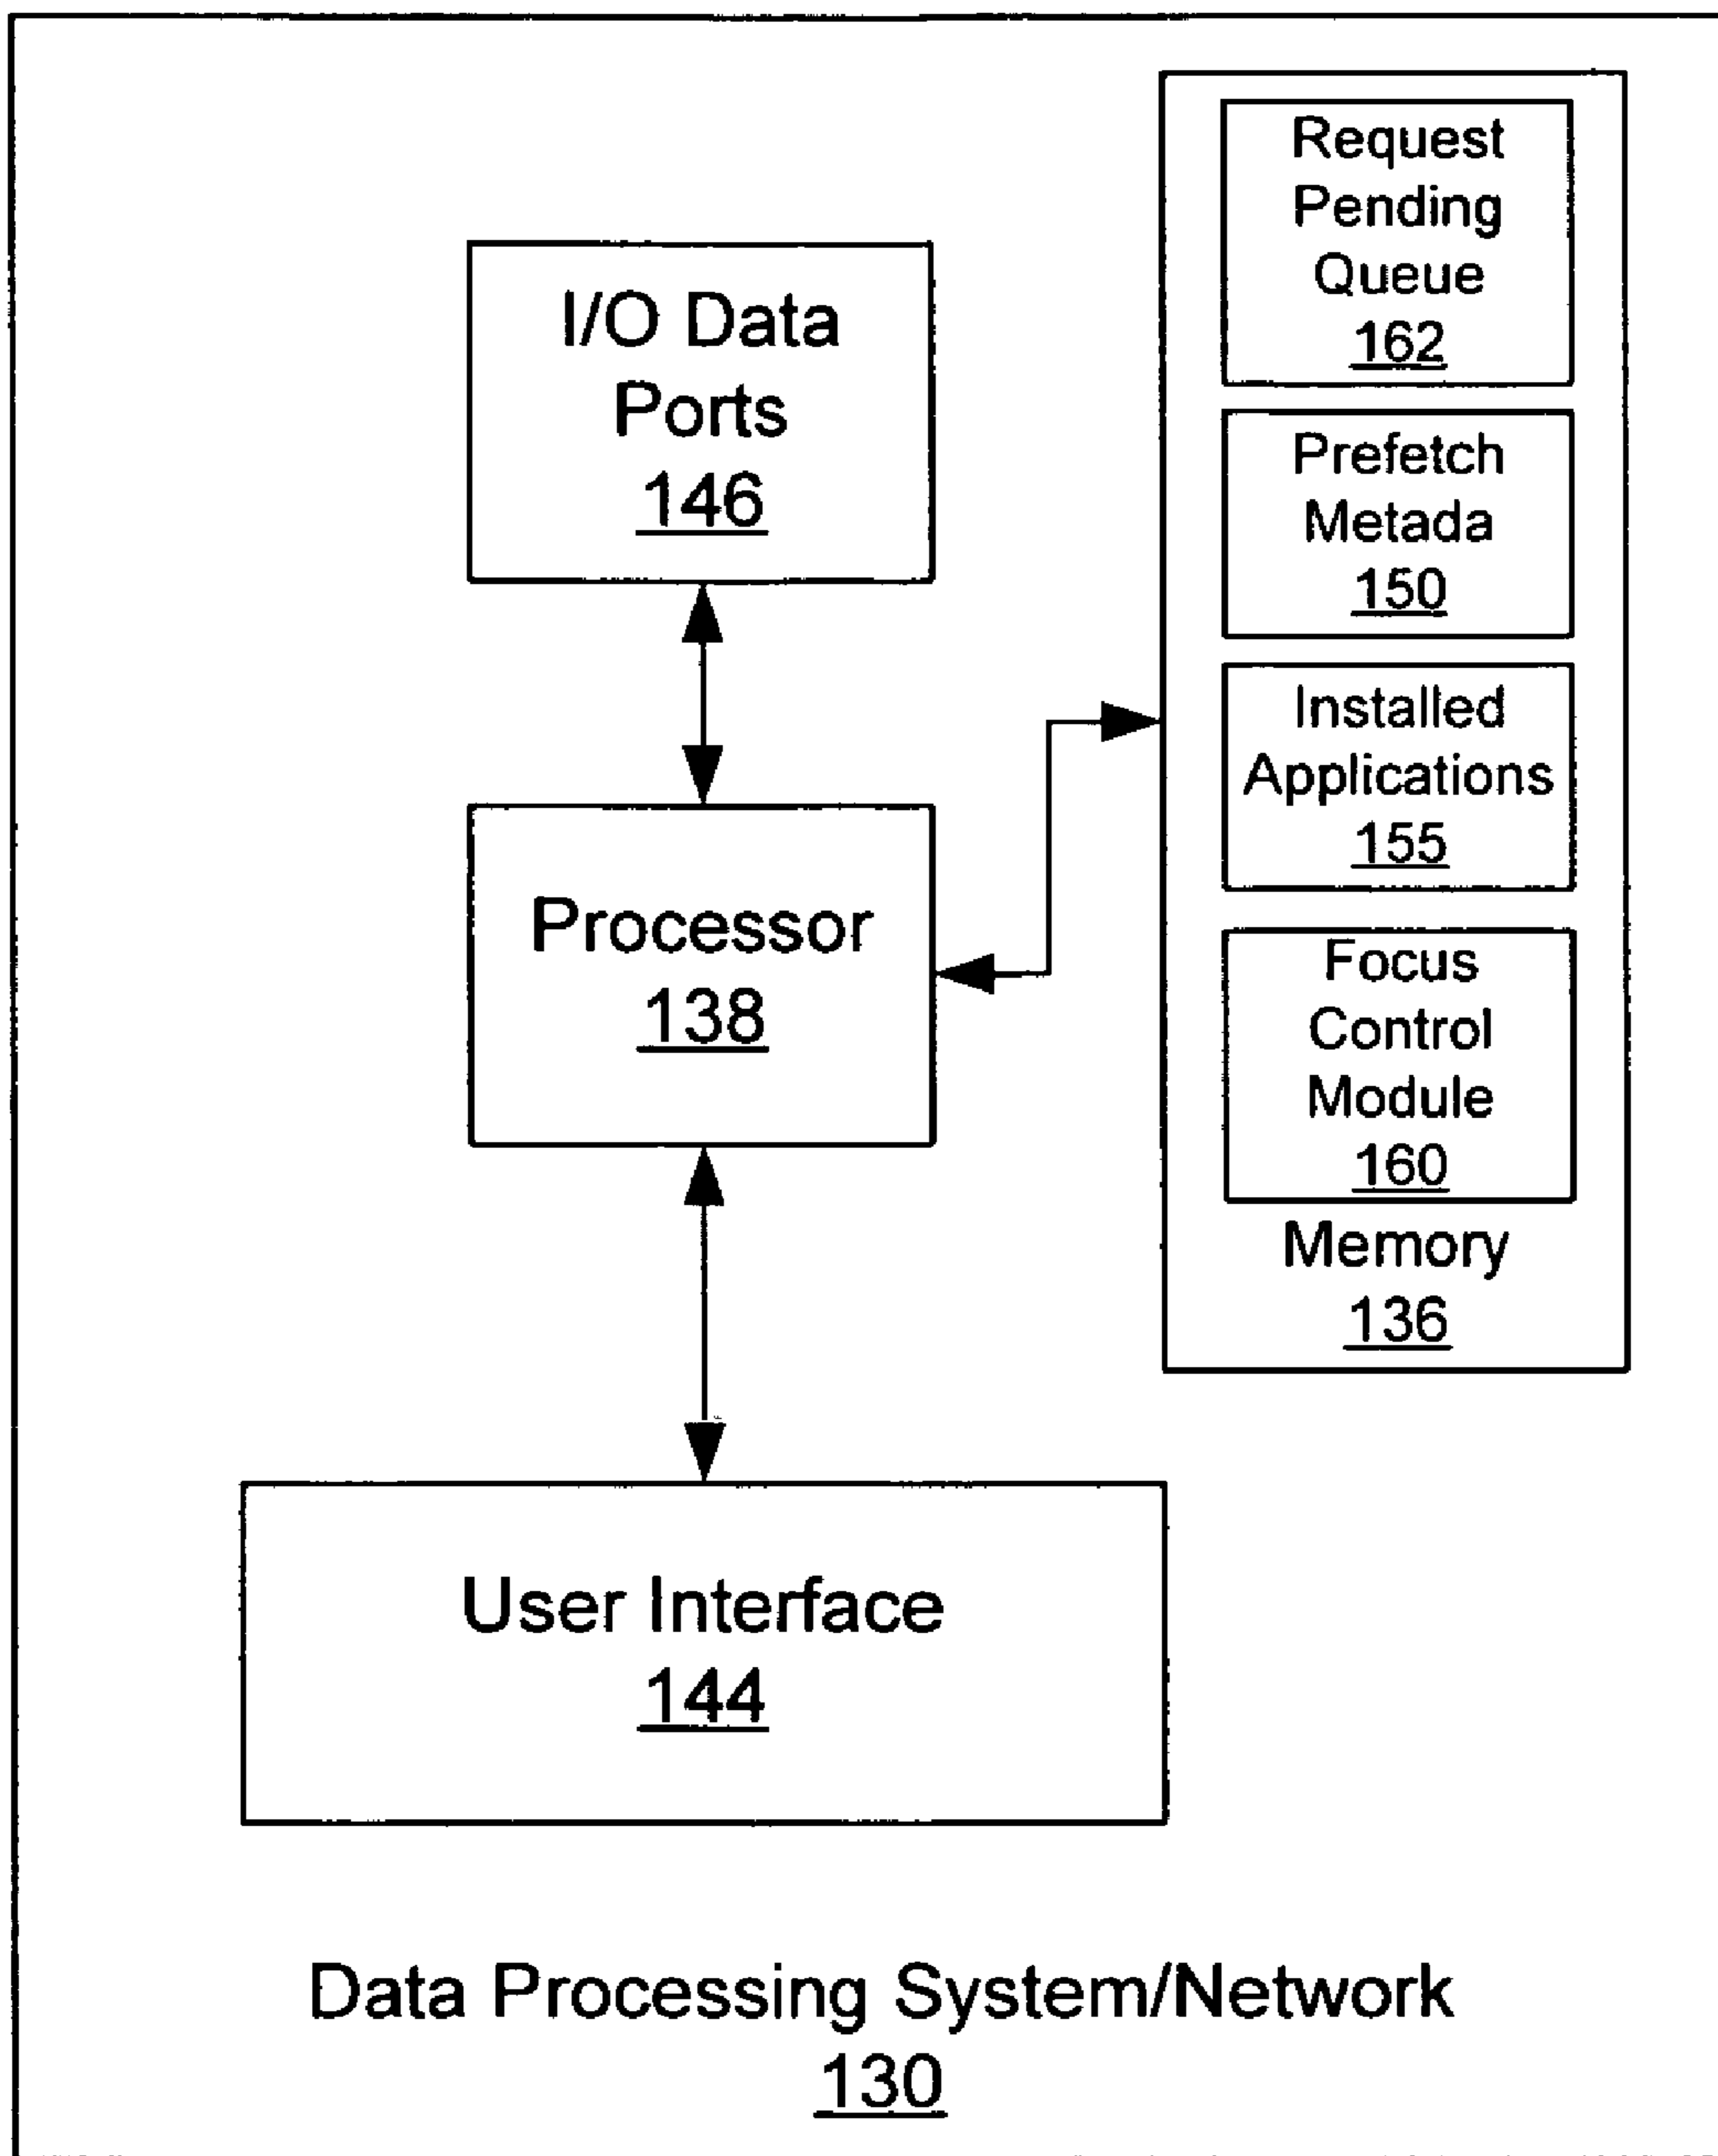 Request
Pending
Queue
162
Prefetch
Metada
150
Installed
Applications
155
Focus
Control
Module
160
Memory
136
I/O Data
Ports
146
Processor
138
User Interface
144
Data Processing System/Network
130